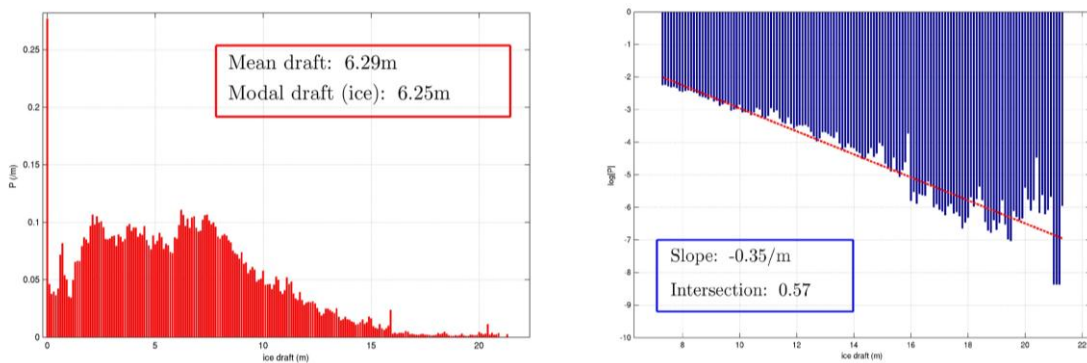 0.25
0.2
0.15
0.1
0.05
0
P (/m)
Mean draft: 6.29m
Modal draft (ice): 6.25m
0 5 10 15 20
ice draft (m)
0
-1
-2
-3
-4
-5
-6
-7
-8
-9
-10
log[P]
Slope: -0.35/m
Intersection: 0.57
8 10 12 14 16 18 20 22
ice draft (m)